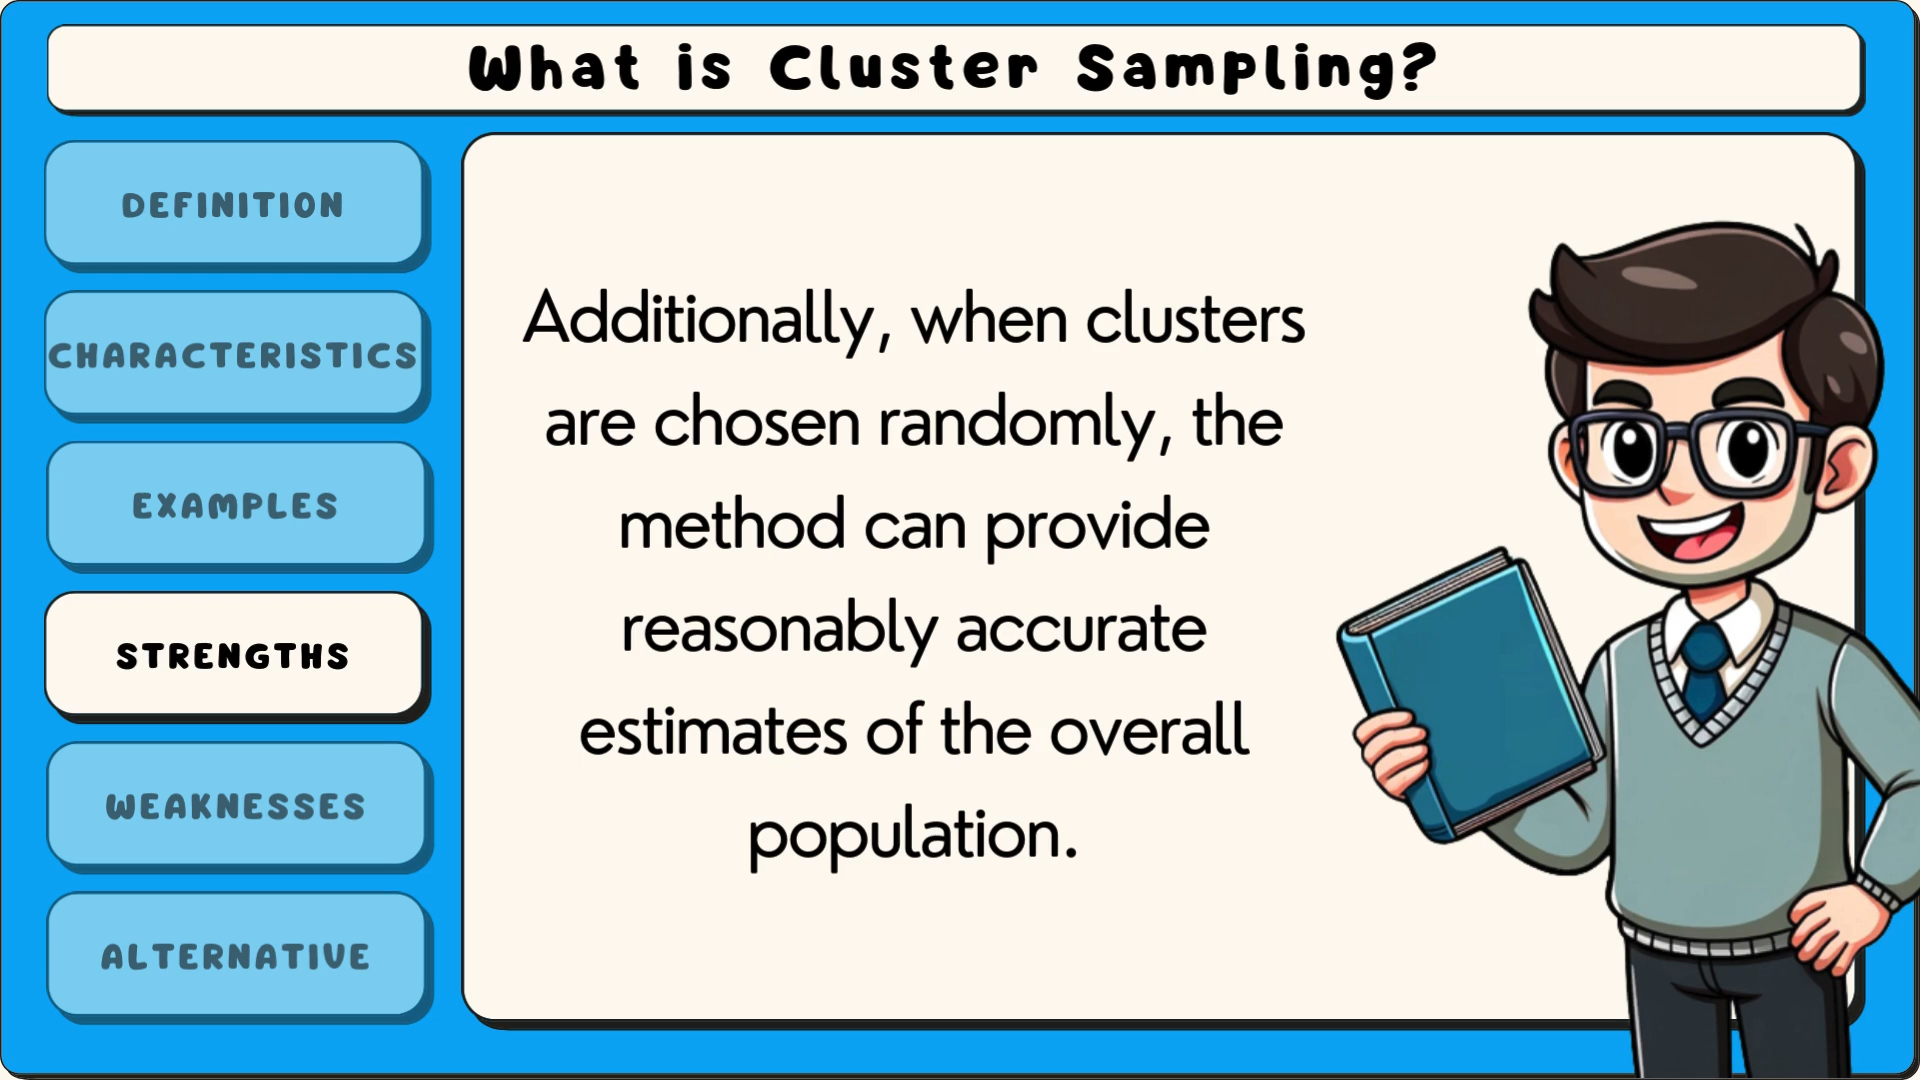 What is Cluster Sampling?
DEFINITION
CHARACTERISTICS
EXAMPLES
STRENGTHS
WEAKNESSES
ALTERNATIVE
Additionally, when clusters
are chosen randomly, the
method can provide
reasonably accurate
estimates of the overall
population.